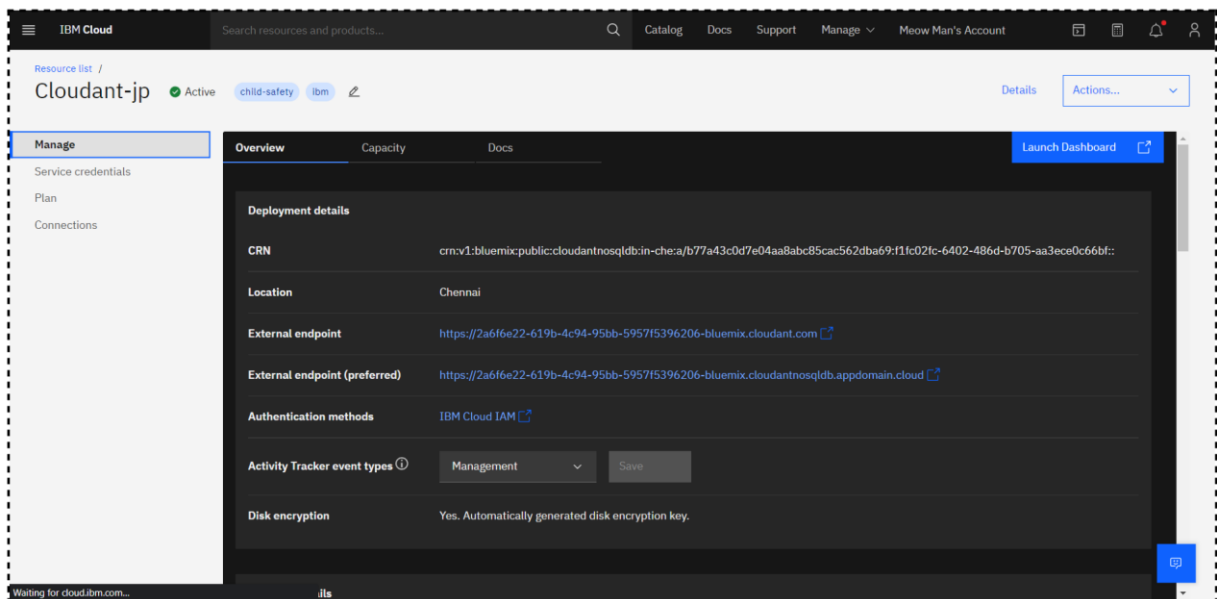 IBM Cloud Search resources and products... Catalog Docs Support Manage Meow Man's Account
Resource list /
Cloudant-jp Active child-safety ibm Details Actions...
Manage
Service credentials
Plan
Connections
Overview Capacity Docs Launch Dashboard
Deployment details
CRN crn:v1:bluemix:public:cloudantnosqldb:in-che:a/b77a43c0d7e04aa8abc85cac562dba69:f1fc02fc-6402-486d-b705-aa3ece0c66bf::
Location Chennai
External endpoint https://2a6f6e22-619b-4c94-95bb-5957f5396206-bluemix.cloudant.com
External endpoint (preferred) https://2a6f6e22-619b-4c94-95bb-5957f5396206-bluemix.cloudantnosqldb.appdomain.cloud
Authentication methods IBM Cloud IAM
Activity Tracker event types Management Save
Disk encryption Yes. Automatically generated disk encryption key.
Waiting for cloud.ibm.com... ils